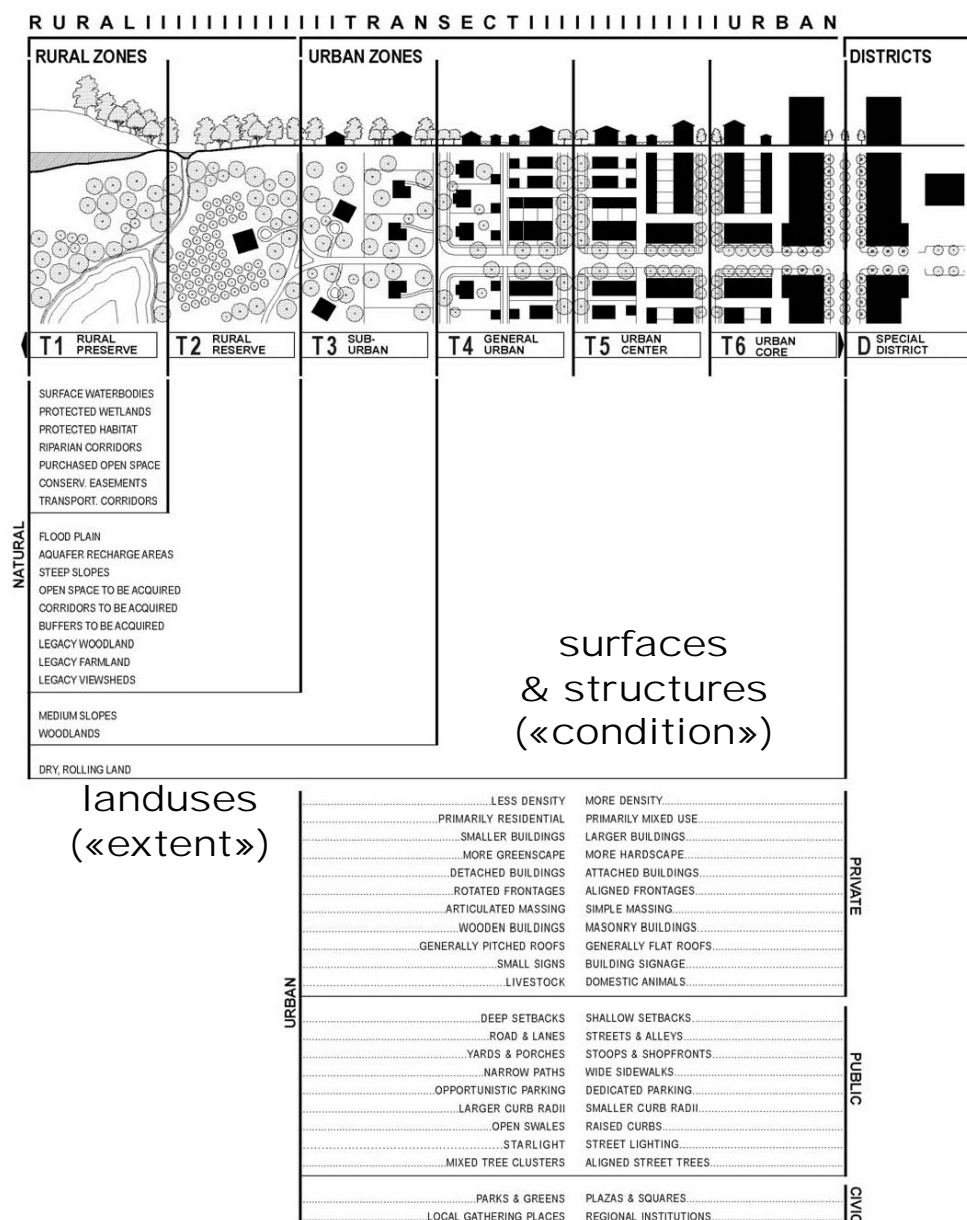 RURALIIIIIIIIIIIIIITRANSECTIIIIIIIIIIIIIIURBAN
RURAL ZONES
URBAN ZONES
DISTRICTS
T1 RURAL PRESERVE
T2 RURAL RESERVE
T3 SUB-URBAN
T4 GENERAL URBAN
T5 URBAN CENTER
T6 URBAN CORE
D SPECIAL DISTRICT
NATURAL
SURFACE WATERBODIES
PROTECTED WETLANDS
PROTECTED HABITAT
RIPARIAN CORRIDORS
PURCHASED OPEN SPACE
CONSERV. EASEMENTS
TRANSPORT. CORRIDORS
FLOOD PLAIN
AQUAFER RECHARGE AREAS
STEEP SLOPES
OPEN SPACE TO BE ACQUIRED
CORRIDORS TO BE ACQUIRED
BUFFERS TO BE ACQUIRED
LEGACY WOODLAND
LEGACY FARMLAND
LEGACY VIEWSHEDS
MEDIUM SLOPES
WOODLANDS
DRY, ROLLING LAND
surfaces
& structures
(«condition»)
landuses
(«extent»)
URBAN
LESS DENSITY MORE DENSITY
PRIMARILY RESIDENTIAL PRIMARILY MIXED USE
SMALLER BUILDINGS LARGER BUILDINGS
MORE GREENSCAPE MORE HARDSCAPE
DETACHED BUILDINGS ATTACHED BUILDINGS
ROTATED FRONTAGES ALIGNED FRONTAGES
ARTICULATED MASSING SIMPLE MASSING
WOODEN BUILDINGS MASONRY BUILDINGS
GENERALLY PITCHED ROOFS GENERALLY FLAT ROOFS
SMALL SIGNS BUILDING SIGNAGE
LIVESTOCK DOMESTIC ANIMALS
PRIVATE
DEEP SETBACKS SHALLOW SETBACKS
ROAD & LANES STREETS & ALLEYS
YARDS & PORCHES STOOPS & SHOPFRONTS
NARROW PATHS WIDE SIDEWALKS
OPPORTUNISTIC PARKING DEDICATED PARKING
LARGER CURB RADII SMALLER CURB RADII
OPEN SWALES RAISED CURBS
STARLIGHT STREET LIGHTING
MIXED TREE CLUSTERS ALIGNED STREET TREES
PUBLIC
PARKS & GREENS PLAZAS & SQUARES
LOCAL GATHERING PLACES REGIONAL INSTITUTIONS
CIVIC